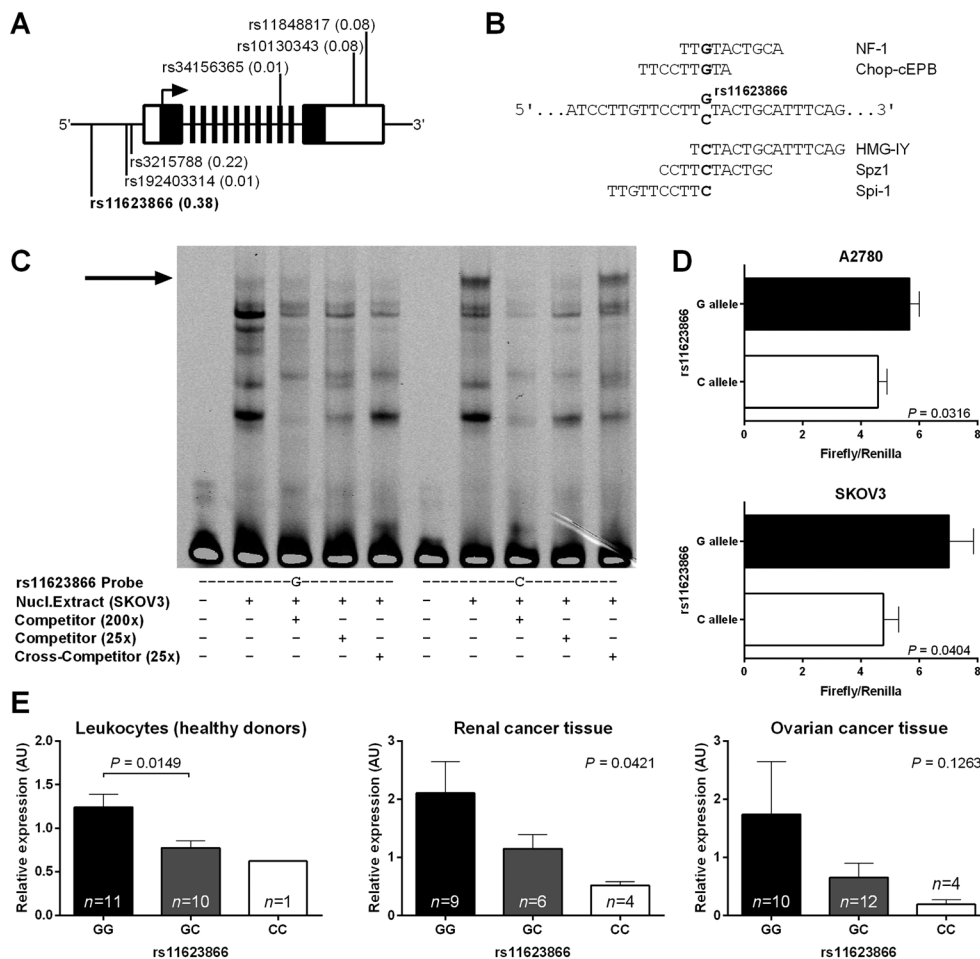 A
rs11848817 (0.08)
rs10130343 (0.08)
rs34156365 (0.01)
5'
3'
rs3215788 (0.22)
rs192403314 (0.01)
rs11623866 (0.38)
B
TTGTACTGCA NF-1
TTCCTTGTA Chop-cEPB
G rs11623866
5' ...ATCCTTGTTCCTT TACTGCATTTCAG...3'
C
TCTACTGCATTTCAG HMG-IY
CCTTCTACTGC Spz1
TTGTTCCTTC Spi-1
C
rs11623866 Probe G C
Nucl.Extract (SKOV3) – + + + + – + + + +
Competitor (200x) – – + – – – – + – –
Competitor (25x) – – – + – – – – + –
Cross-Competitor (25x) – – – – + – – – – +
D
A2780
rs11623866
G allele
C allele
P = 0.0316
0 2 4 6 8
Firefly/Renilla
SKOV3
rs11623866
G allele
C allele
P = 0.0404
0 2 4 6 8
Firefly/Renilla
E
Leukocytes (healthy donors)
Relative expression (AU)
2.0
1.5
1.0
0.5
0.0
P = 0.0149
n=11 n=10 n=1
GG GC CC
rs11623866
Renal cancer tissue
Relative expression (AU)
3
2
1
0
P = 0.0421
n=9 n=6 n=4
GG GC CC
rs11623866
Ovarian cancer tissue
Relative expression (AU)
3
2
1
0
P = 0.1263
n=10 n=12 n=4
GG GC CC
rs11623866